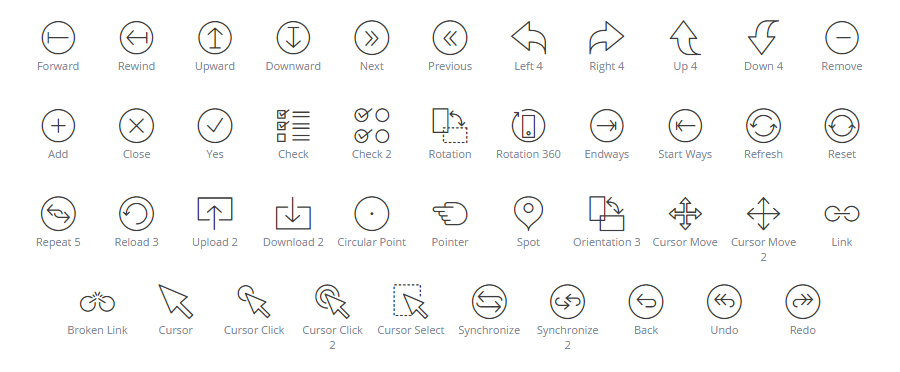 Forward Rewind Upward Downward Next Previous Left 4 Right 4 Up 4 Down 4 Remove
Add Close Yes Check Check 2 Rotation Rotation 360 Endways Start Ways Refresh Reset
Repeat 5 Reload 3 Upload 2 Download 2 Circular Point Pointer Spot Orientation 3 Cursor Move Cursor Move 2 Link
Broken Link Cursor Cursor Click Cursor Click 2 Cursor Select Synchronize Synchronize 2 Back Undo Redo